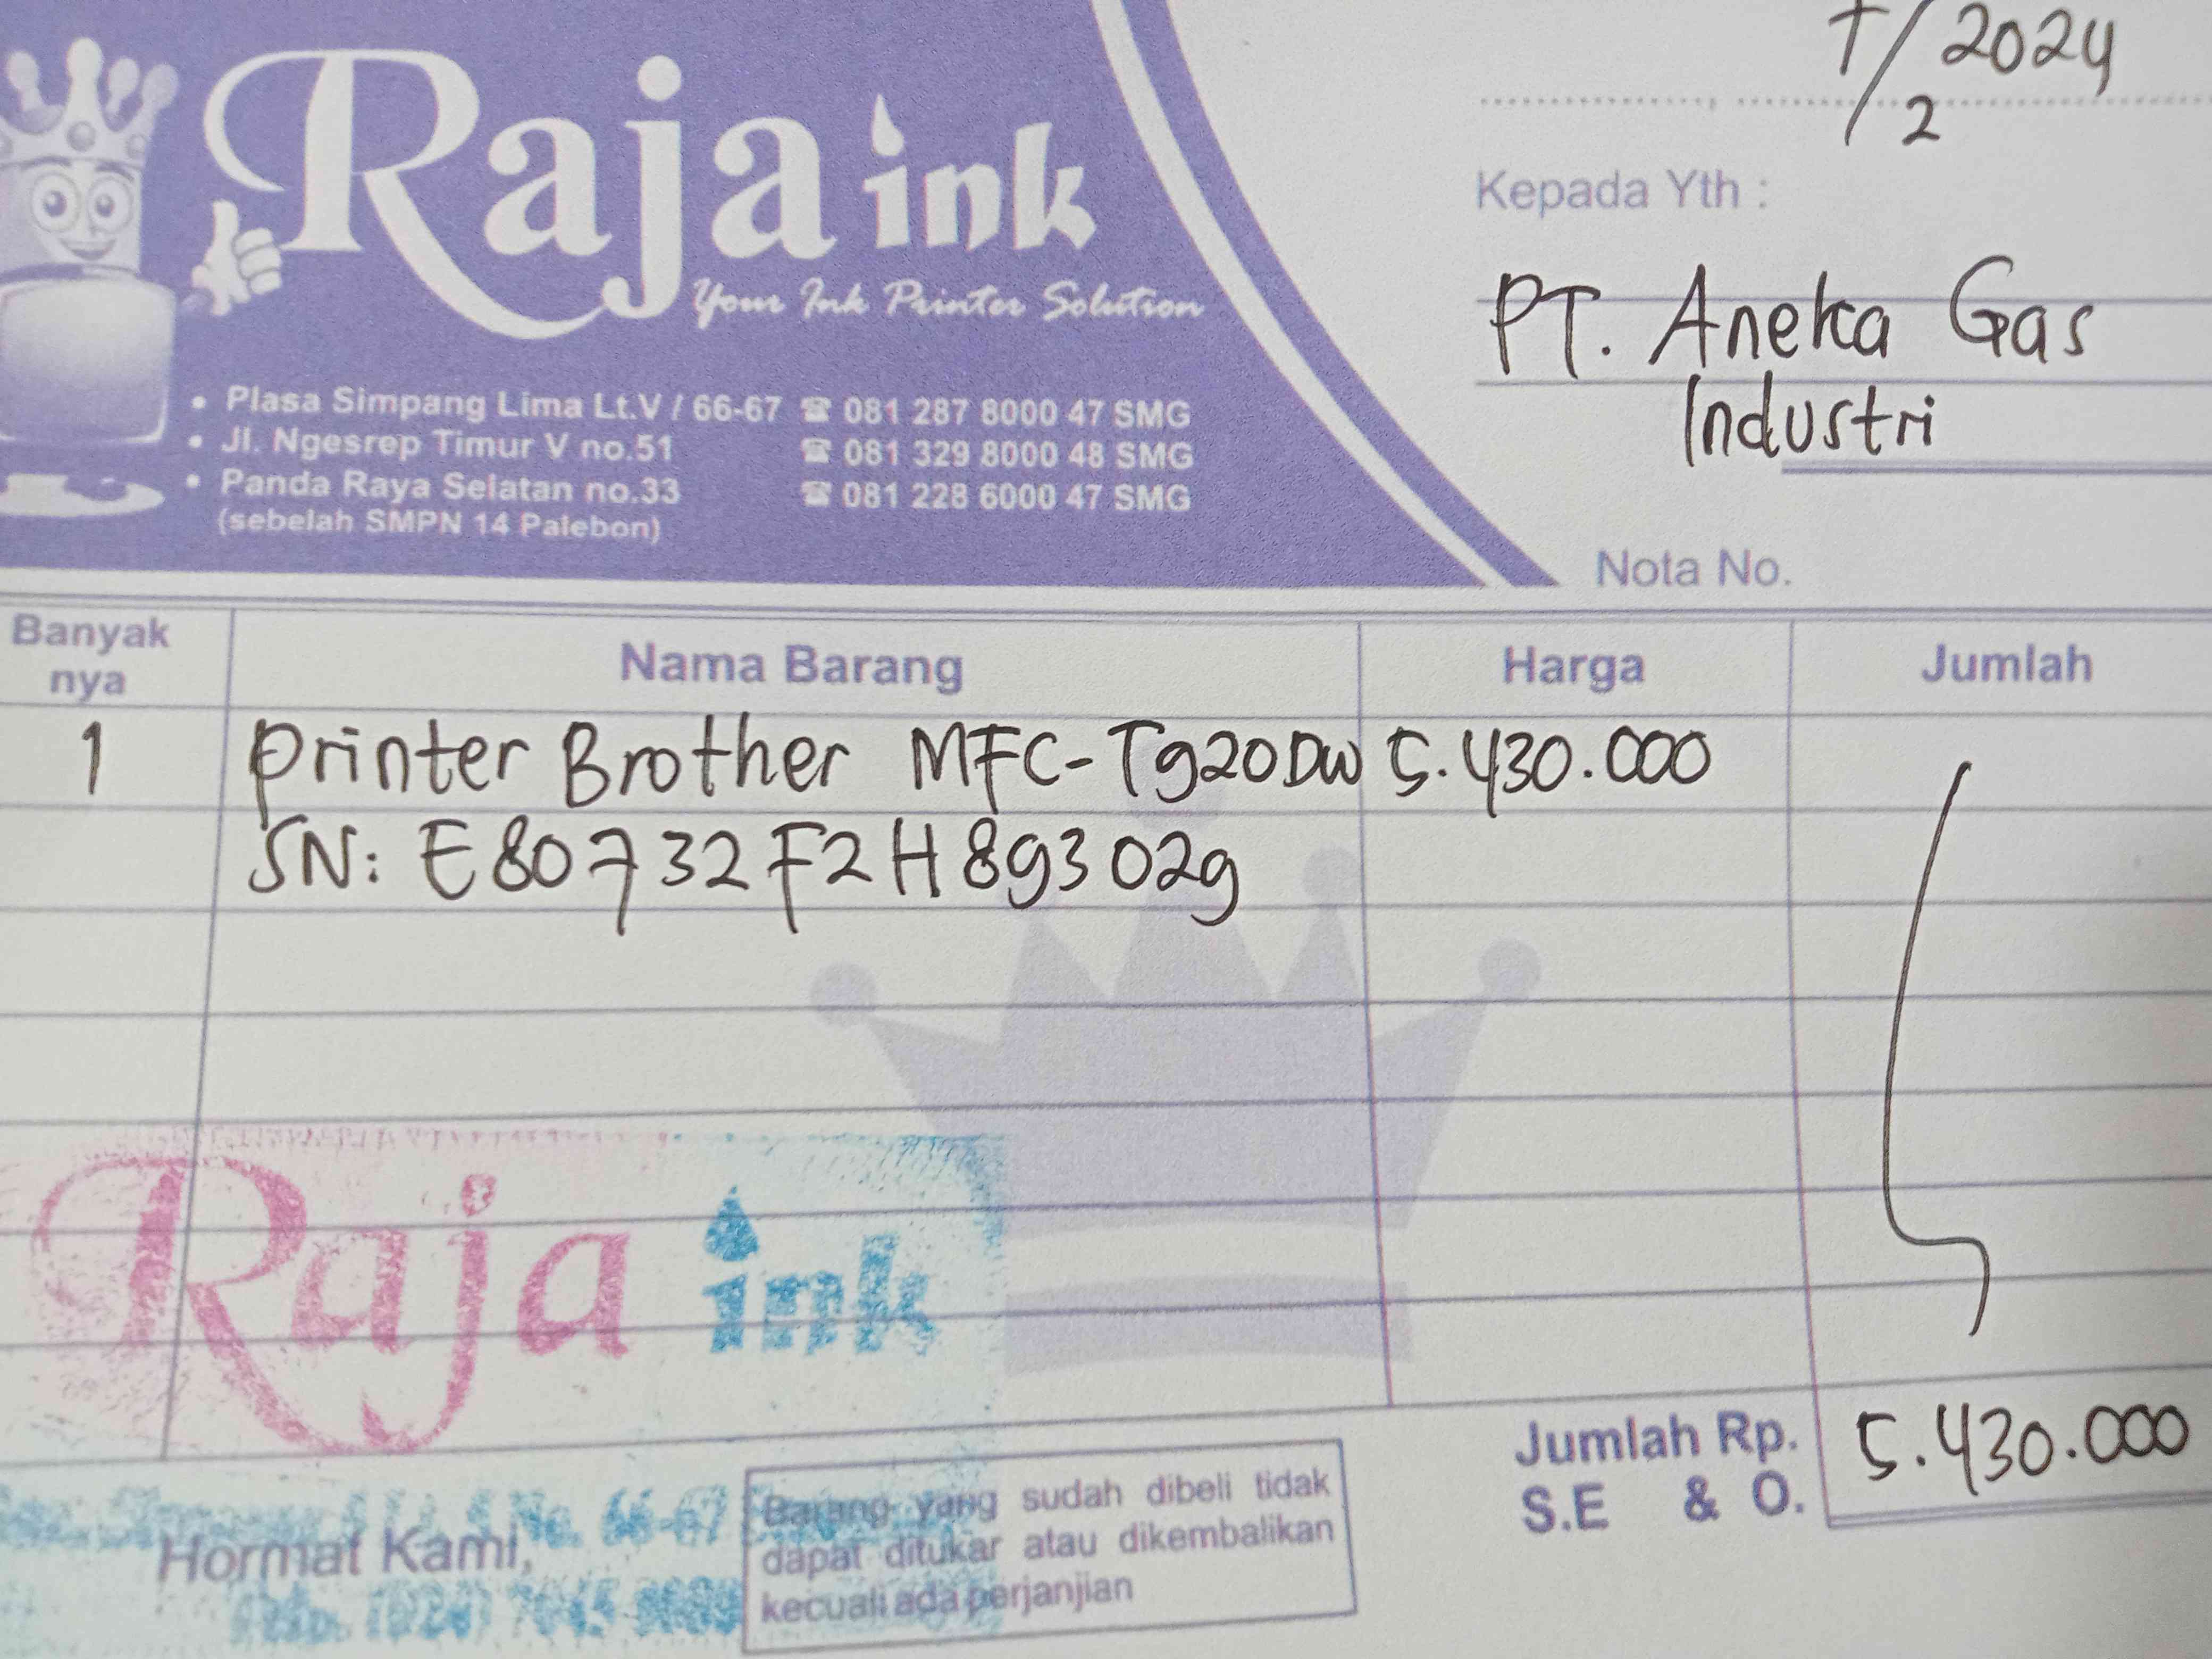 7/2 2024
Raja ink
Your Ink Printer Solution
Kepada Yth :
PT. Aneka Gas
Industri
• Plasa Simpang Lima Lt.V / 66-67 ☎ 081 287 8000 47 SMG
• Jl. Ngesrep Timur V no.51 ☎ 081 329 8000 48 SMG
• Panda Raya Selatan no.33 ☎ 081 228 6000 47 SMG
(sebelah SMPN 14 Palebon)
Nota No.
Banyak
nya
Nama Barang
Harga
Jumlah
1 Printer Brother MFC-T920DW 5.430.000
SN: E80732F2H893029
Raja ink
No. 66-67
Jumlah Rp. 5.430.000
S.E & O.
Hormat Kami,
Barang yang sudah dibeli tidak
dapat ditukar atau dikembalikan
kecuali ada perjanjian